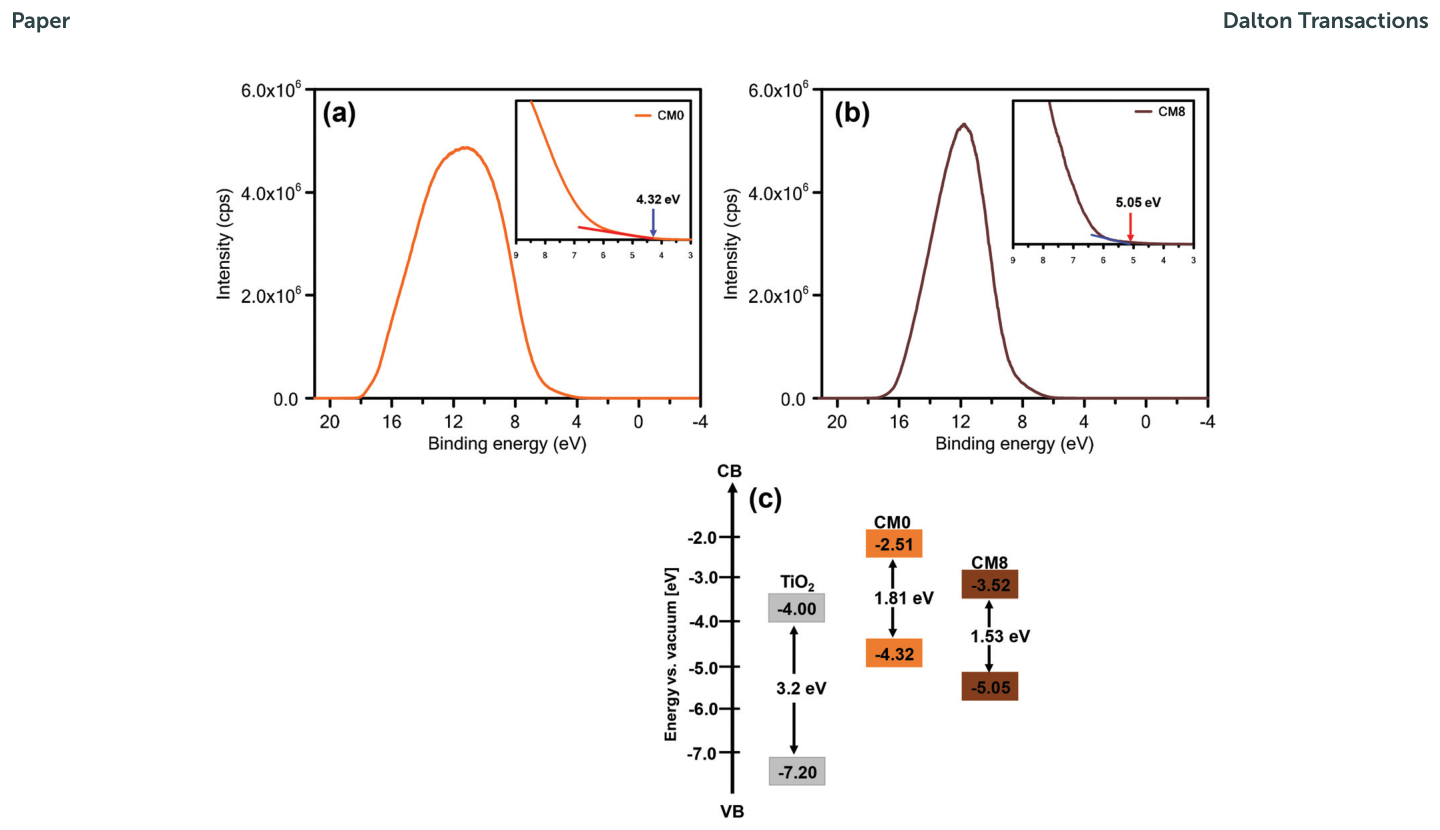 Paper
Dalton Transactions
(a)
6.0x10⁶
4.0x10⁶
2.0x10⁶
0.0
Intensity (cps)
20 16 12 8 4 0 -4
Binding energy (eV)
CM0
4.32 eV
9 8 7 6 5 4 3
(b)
6.0x10⁶
4.0x10⁶
2.0x10⁶
0.0
Intensity (cps)
20 16 12 8 4 0 -4
Binding energy (eV)
CM8
5.05 eV
9 8 7 6 5 4 3
CB
(c)
-2.0
-3.0
-4.0
-5.0
-6.0
-7.0
Energy vs. vacuum [eV]
VB
TiO₂
-4.00
3.2 eV
-7.20
CM0
-2.51
1.81 eV
-4.32
CM8
-3.52
1.53 eV
-5.05